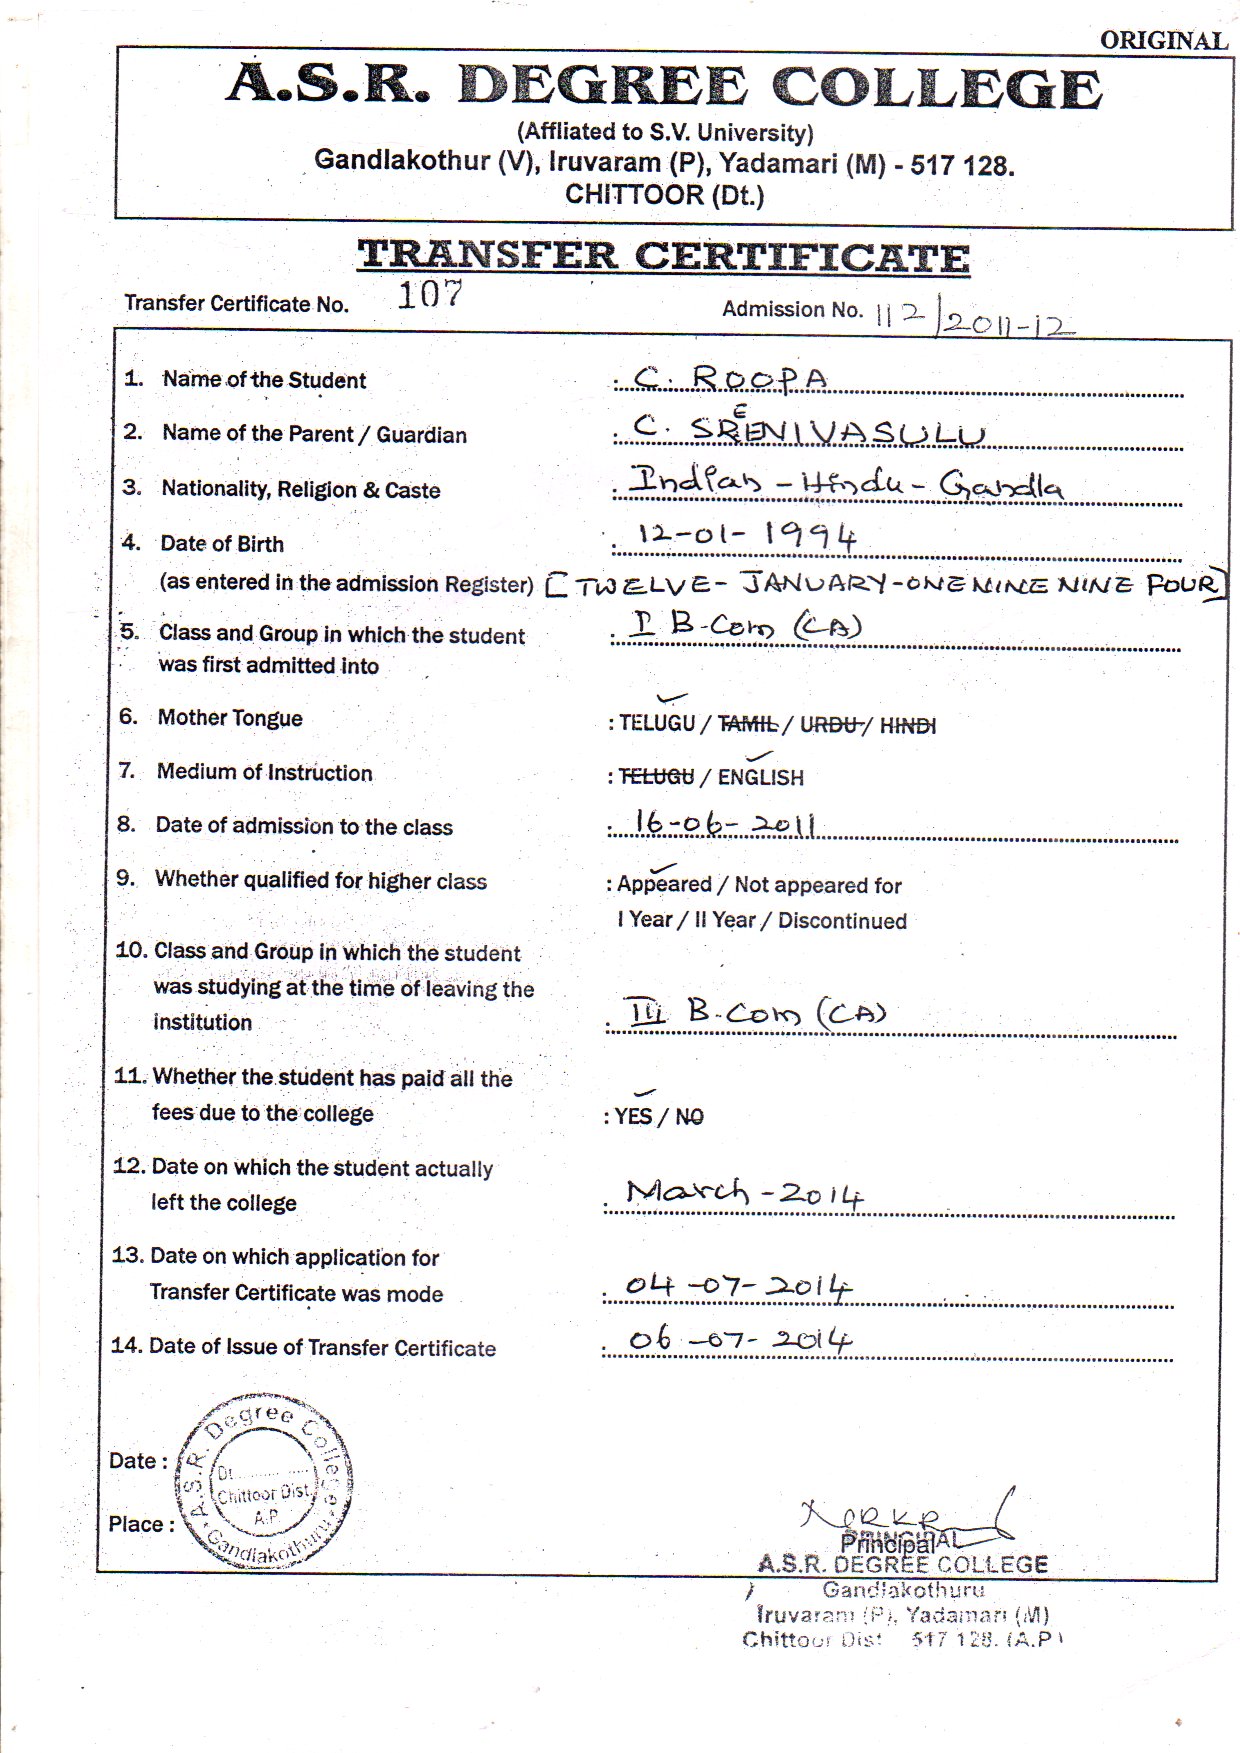 ORIGINAL
A.S.R. DEGREE COLLEGE
(Affliated to S.V. University)
Gandlakothur (V), Iruvaram (P), Yadamari (M) - 517 128.
CHITTOOR (Dt.)
TRANSFER CERTIFICATE
Transfer Certificate No. 107 Admission No. 112/2011-12
1. Name of the Student : C. ROOPA
2. Name of the Parent / Guardian : C. SREENIVASULU
3. Nationality, Religion & Caste : Indian - Hindu - Gandla
4. Date of Birth : 12-01-1994
(as entered in the admission Register) [TWELVE - JANUARY - ONE NINE NINE FOUR]
5. Class and Group in which the student : I B.Com (CA)
was first admitted into
6. Mother Tongue : TELUGU / TAMIL / URDU / HINDI
7. Medium of Instruction : TELUGU / ENGLISH
8. Date of admission to the class : 16-06-2011
9. Whether qualified for higher class : Appeared / Not appeared for
I Year / II Year / Discontinued
10. Class and Group in which the student
was studying at the time of leaving the
institution : III B.Com (CA)
11. Whether the student has paid all the
fees due to the college : YES / NO
12. Date on which the student actually
left the college : March - 2014
13. Date on which application for
Transfer Certificate was mode : 04-07-2014
14. Date of Issue of Transfer Certificate : 06-07-2014
Date :
Place :
A.S.R. Degree College
Gandlakothuru
Dt.
Chittoor Dist.
A.P.
Principal
PRINCIPAL
A.S.R. DEGREE COLLEGE
Gandlakothuru
Iruvaram (P), Yadamari (M)
Chittoor Dist 517 128. (A.P)